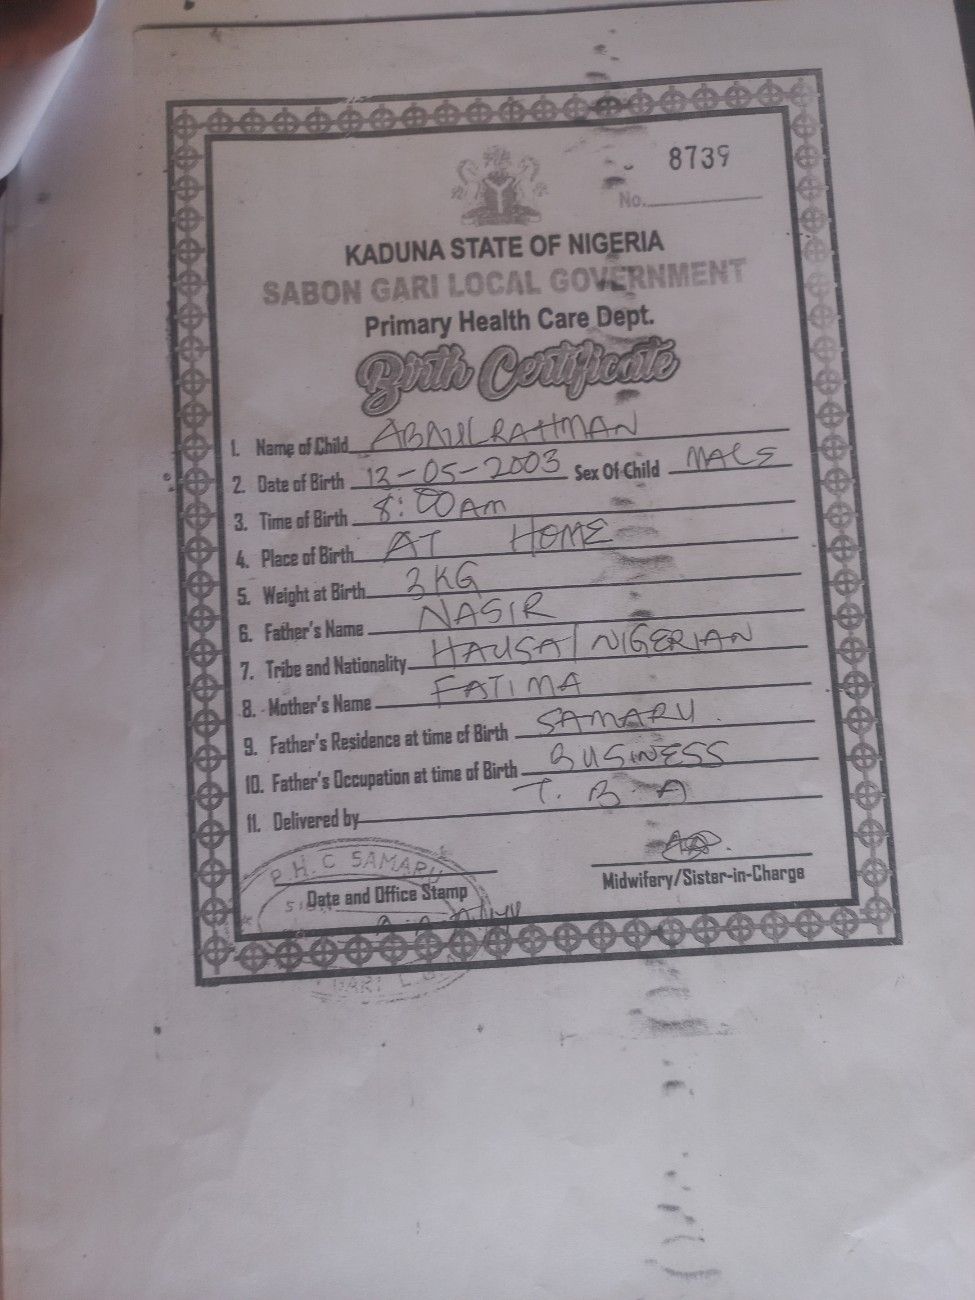 8739
No.
KADUNA STATE OF NIGERIA
SABON GARI LOCAL GOVERNMENT
Primary Health Care Dept.
Birth Certificate
1. Name of Child ABDULRAHMAN
2. Date of Birth 13-05-2003 Sex Of Child MALE
3. Time of Birth 8:00AM
4. Place of Birth AT HOME
5. Weight at Birth 3KG
6. Father's Name NASIR
7. Tribe and Nationality HAUSA / NIGERIAN
8. Mother's Name FATIMA
9. Father's Residence at time of Birth SAMARU
10. Father's Occupation at time of Birth BUSINESS
11. Delivered by T.B.A
P.H.C SAMARU
Date and Office Stamp
Midwifery/Sister-in-Charge